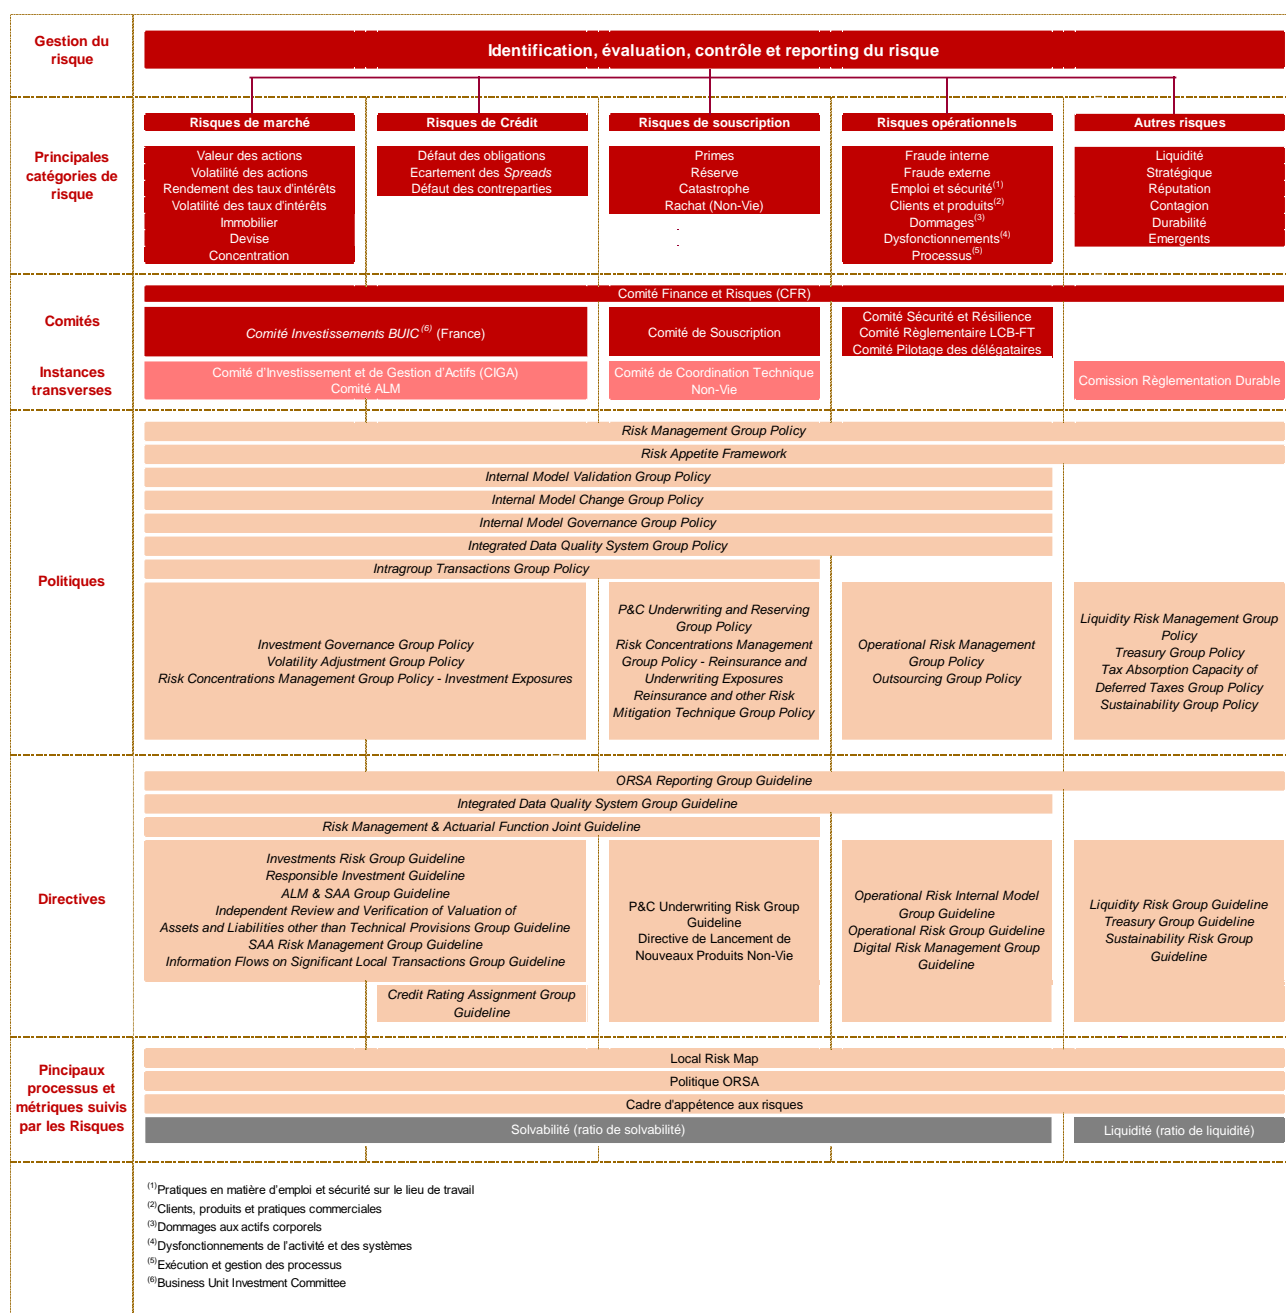 Gestion du
risque
Identification, évaluation, contrôle et reporting du risque
Principales
catégories de
risque
Risques de marché
Valeur des actions
Volatilité des actions
Rendement des taux d'intérêts
Volatilité des taux d'intérêts
Immobilier
Devise
Concentration
Risques de Crédit
Défaut des obligations
Ecartement des Spreads
Défaut des contreparties
Risques de souscription
Primes
Réserve
Catastrophe
Rachat (Non-Vie)
.
.
Risques opérationnels
Fraude interne
Fraude externe
Emploi et sécurité(1)
Clients et produits(2)
Dommages(3)
Dysfonctionnements(4)
Processus(5)
Autres risques
Liquidité
Stratégique
Réputation
Contagion
Durabilité
Emergents
Comités
Comité Finance et Risques (CFR)
Comité Investissements BUIC(6) (France)
Comité de Souscription
Comité Sécurité et Résilience
Comité Règlementaire LCB-FT
Comité Pilotage des délégataires
Instances
transverses
Comité d'Investissement et de Gestion d'Actifs (CIGA)
Comité ALM
Comité de Coordination Technique
Non-Vie
Comission Règlementation Durable
Politiques
Risk Management Group Policy
Risk Appetite Framework
Internal Model Validation Group Policy
Internal Model Change Group Policy
Internal Model Governance Group Policy
Integrated Data Quality System Group Policy
Intragroup Transactions Group Policy
Investment Governance Group Policy
Volatility Adjustment Group Policy
Risk Concentrations Management Group Policy - Investment Exposures
P&C Underwriting and Reserving
Group Policy
Risk Concentrations Management
Group Policy - Reinsurance and
Underwriting Exposures
Reinsurance and other Risk
Mitigation Technique Group Policy
Operational Risk Management
Group Policy
Outsourcing Group Policy
Liquidity Risk Management Group
Policy
Treasury Group Policy
Tax Absorption Capacity of
Deferred Taxes Group Policy
Sustainability Group Policy
Directives
ORSA Reporting Group Guideline
Integrated Data Quality System Group Guideline
Risk Management & Actuarial Function Joint Guideline
Investments Risk Group Guideline
Responsible Investment Guideline
ALM & SAA Group Guideline
Independent Review and Verification of Valuation of
Assets and Liabilities other than Technical Provisions Group Guideline
SAA Risk Management Group Guideline
Information Flows on Significant Local Transactions Group Guideline
Credit Rating Assignment Group
Guideline
P&C Underwriting Risk Group
Guideline
Directive de Lancement de
Nouveaux Produits Non-Vie
Operational Risk Internal Model
Group Guideline
Operational Risk Group Guideline
Digital Risk Management Group
Guideline
Liquidity Risk Group Guideline
Treasury Group Guideline
Sustainability Risk Group
Guideline
Pincipaux
processus et
métriques suivis
par les Risques
Local Risk Map
Politique ORSA
Cadre d'appétence aux risques
Solvabilité (ratio de solvabilité)
Liquidité (ratio de liquidité)
(1)Pratiques en matière d'emploi et sécurité sur le lieu de travail
(2)Clients, produits et pratiques commerciales
(3)Dommages aux actifs corporels
(4)Dysfonctionnements de l'activité et des systèmes
(5)Exécution et gestion des processus
(6)Business Unit Investment Committee